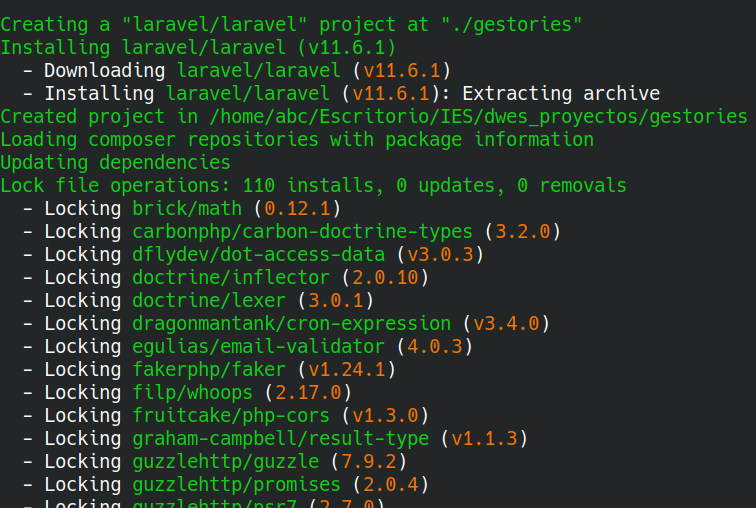 Creating a "laravel/laravel" project at "./gestories"
Installing laravel/laravel (v11.6.1)
  - Downloading laravel/laravel (v11.6.1)
  - Installing laravel/laravel (v11.6.1): Extracting archive
Created project in /home/abc/Escritorio/IES/dwes_proyectos/gestories
Loading composer repositories with package information
Updating dependencies
Lock file operations: 110 installs, 0 updates, 0 removals
  - Locking brick/math (0.12.1)
  - Locking carbonphp/carbon-doctrine-types (3.2.0)
  - Locking dflydev/dot-access-data (v3.0.3)
  - Locking doctrine/inflector (2.0.10)
  - Locking doctrine/lexer (3.0.1)
  - Locking dragonmantank/cron-expression (v3.4.0)
  - Locking egulias/email-validator (4.0.3)
  - Locking fakerphp/faker (v1.24.1)
  - Locking filp/whoops (2.17.0)
  - Locking fruitcake/php-cors (v1.3.0)
  - Locking graham-campbell/result-type (v1.1.3)
  - Locking guzzlehttp/guzzle (7.9.2)
  - Locking guzzlehttp/promises (2.0.4)
  - Locking guzzlehttp/psr7 (2.7.0)